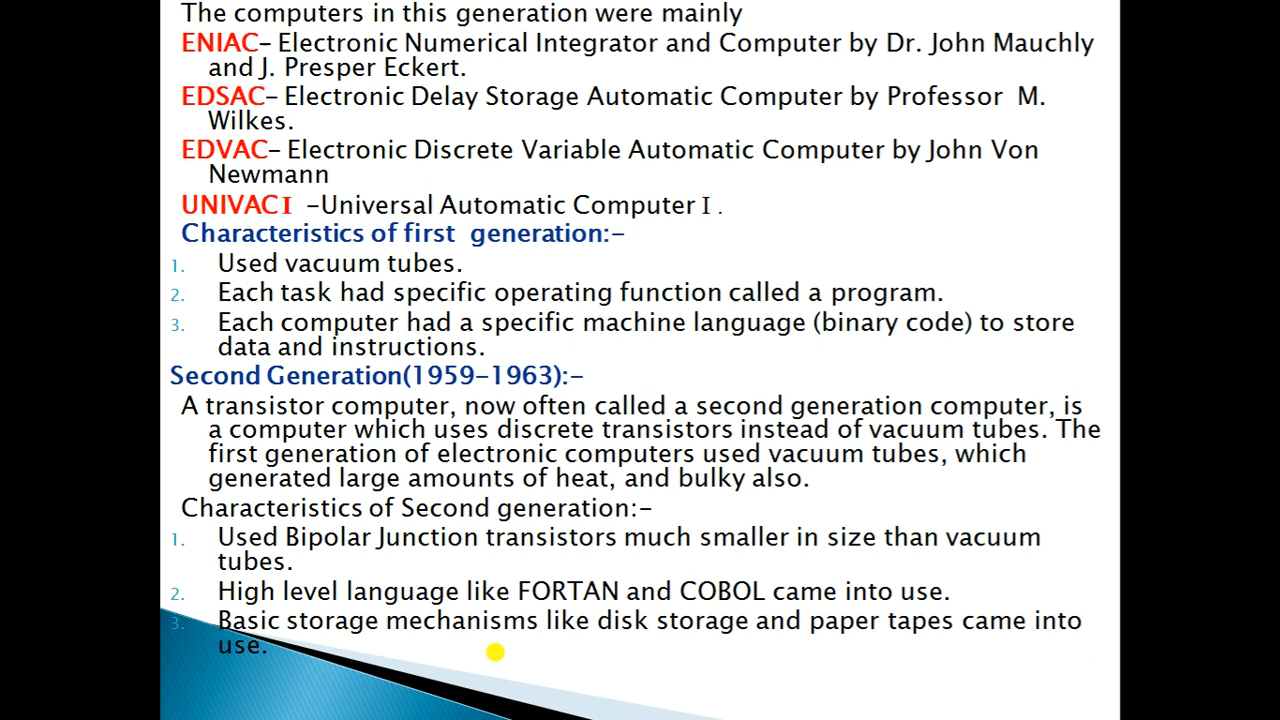 The computers in this generation were mainly
ENIAC– Electronic Numerical Integrator and Computer by Dr. John Mauchly
and J. Presper Eckert.
EDSAC– Electronic Delay Storage Automatic Computer by Professor M.
Wilkes.
EDVAC– Electronic Discrete Variable Automatic Computer by John Von
Newmann
UNIVAC I –Universal Automatic Computer I .
Characteristics of first generation:–
1. Used vacuum tubes.
2. Each task had specific operating function called a program.
3. Each computer had a specific machine language (binary code) to store
data and instructions.
Second Generation(1959–1963):–
A transistor computer, now often called a second generation computer, is
a computer which uses discrete transistors instead of vacuum tubes. The
first generation of electronic computers used vacuum tubes, which
generated large amounts of heat, and bulky also.
Characteristics of Second generation:–
1. Used Bipolar Junction transistors much smaller in size than vacuum
tubes.
2. High level language like FORTAN and COBOL came into use.
3. Basic storage mechanisms like disk storage and paper tapes came into
use.